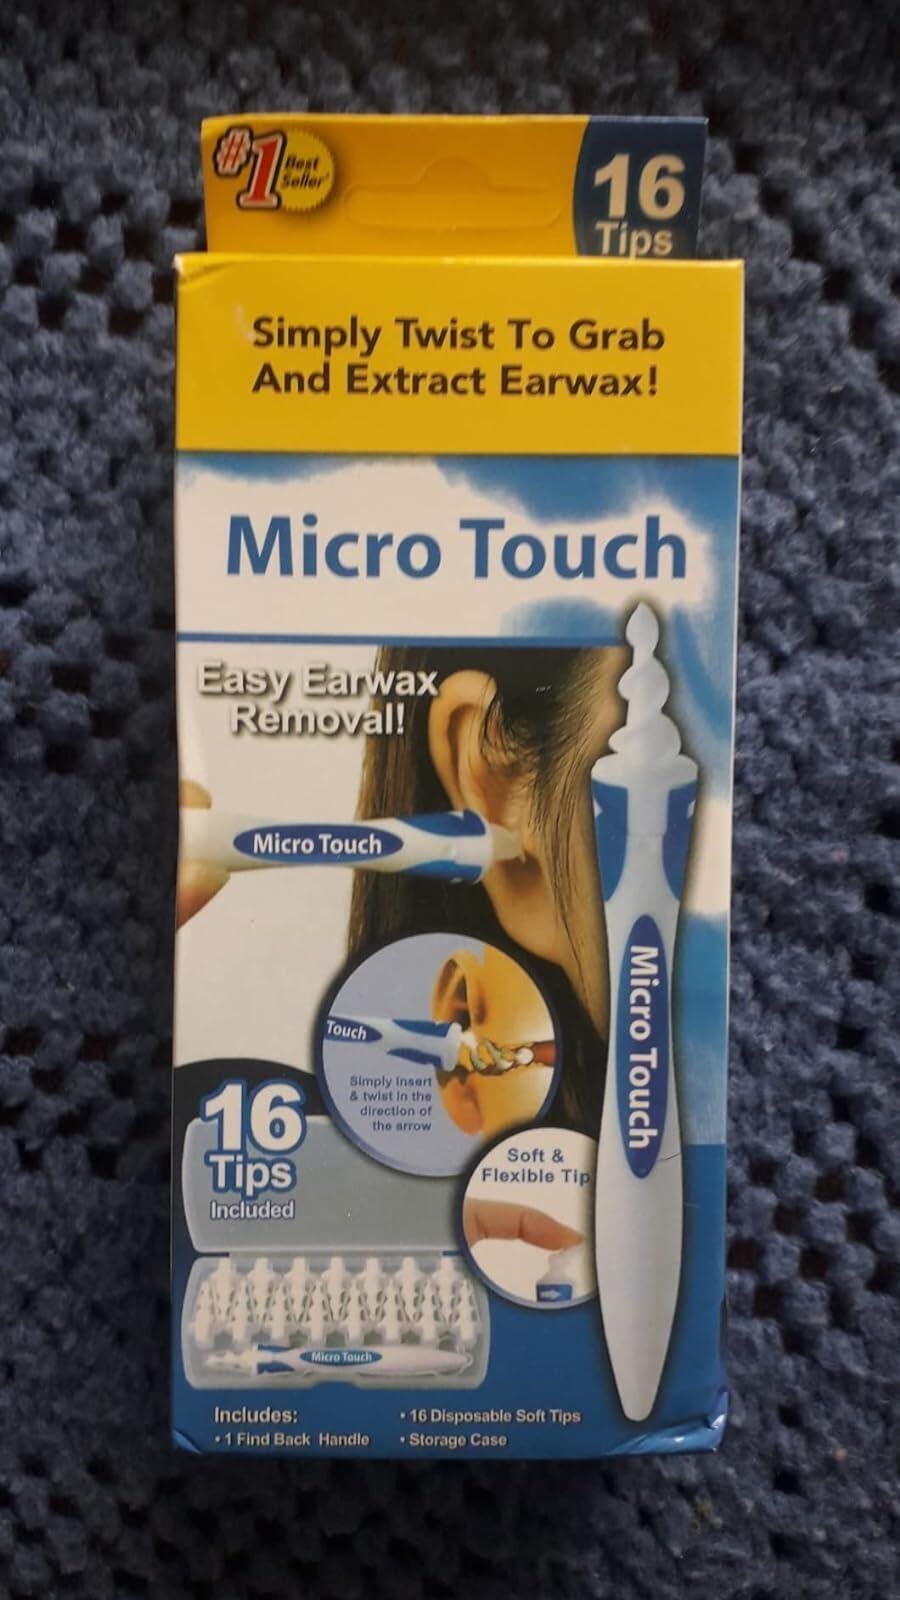 #1 Best
Seller
16
Tips
Simply Twist To Grab
And Extract Earwax!
Micro Touch
Easy Earwax
Removal!
Micro Touch
Micro Touch
Touch
Simply Insert
& twist in the
direction of
the arrow
16
Tips
Included
Soft &
Flexible Tip
Micro Touch
Includes:
• 1 Find Back Handle
• 16 Disposable Soft Tips
• Storage Case